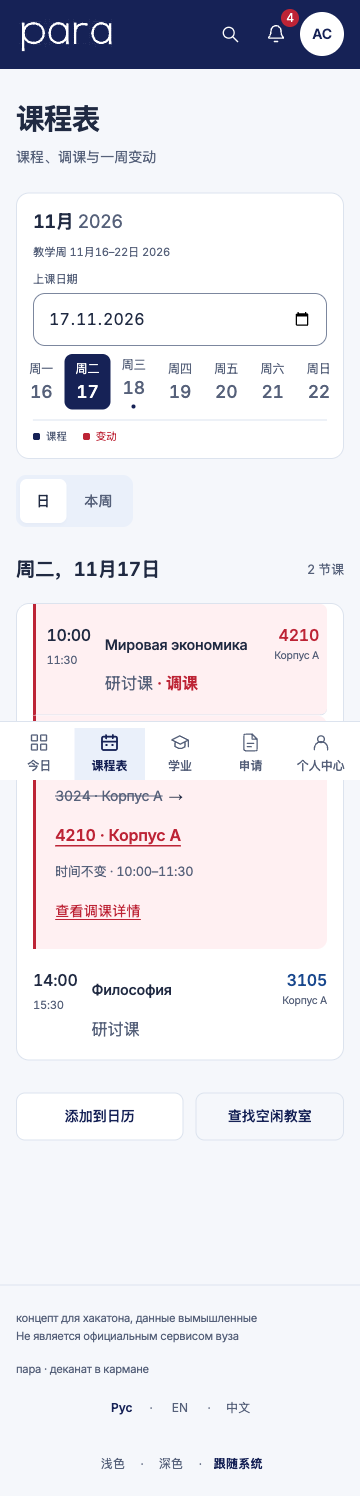 para
4
AC
课程表
课程、调课与一周变动
11月 2026
教学周 11月16–22日 2026
上课日期
17.11.2026
周一 周二 周三 周四 周五 周六 周日
16 17 18 19 20 21 22
课程 变动
日 本周
周二，11月17日 2 节课
10:00 Мировая экономика 4210
11:30 Корпус A
研讨课 · 调课
今日 课程表 学业 申请 个人中心
3024 · Корпус A →
4210 · Корпус A
时间不变 · 10:00–11:30
查看调课详情
14:00 Философия 3105
15:30 Корпус A
研讨课
添加到日历 查找空闲教室
концепт для хакатона, данные вымышленные
Не является официальным сервисом вуза
пара · деканат в кармане
Рус · EN · 中文
浅色 · 深色 · 跟随系统